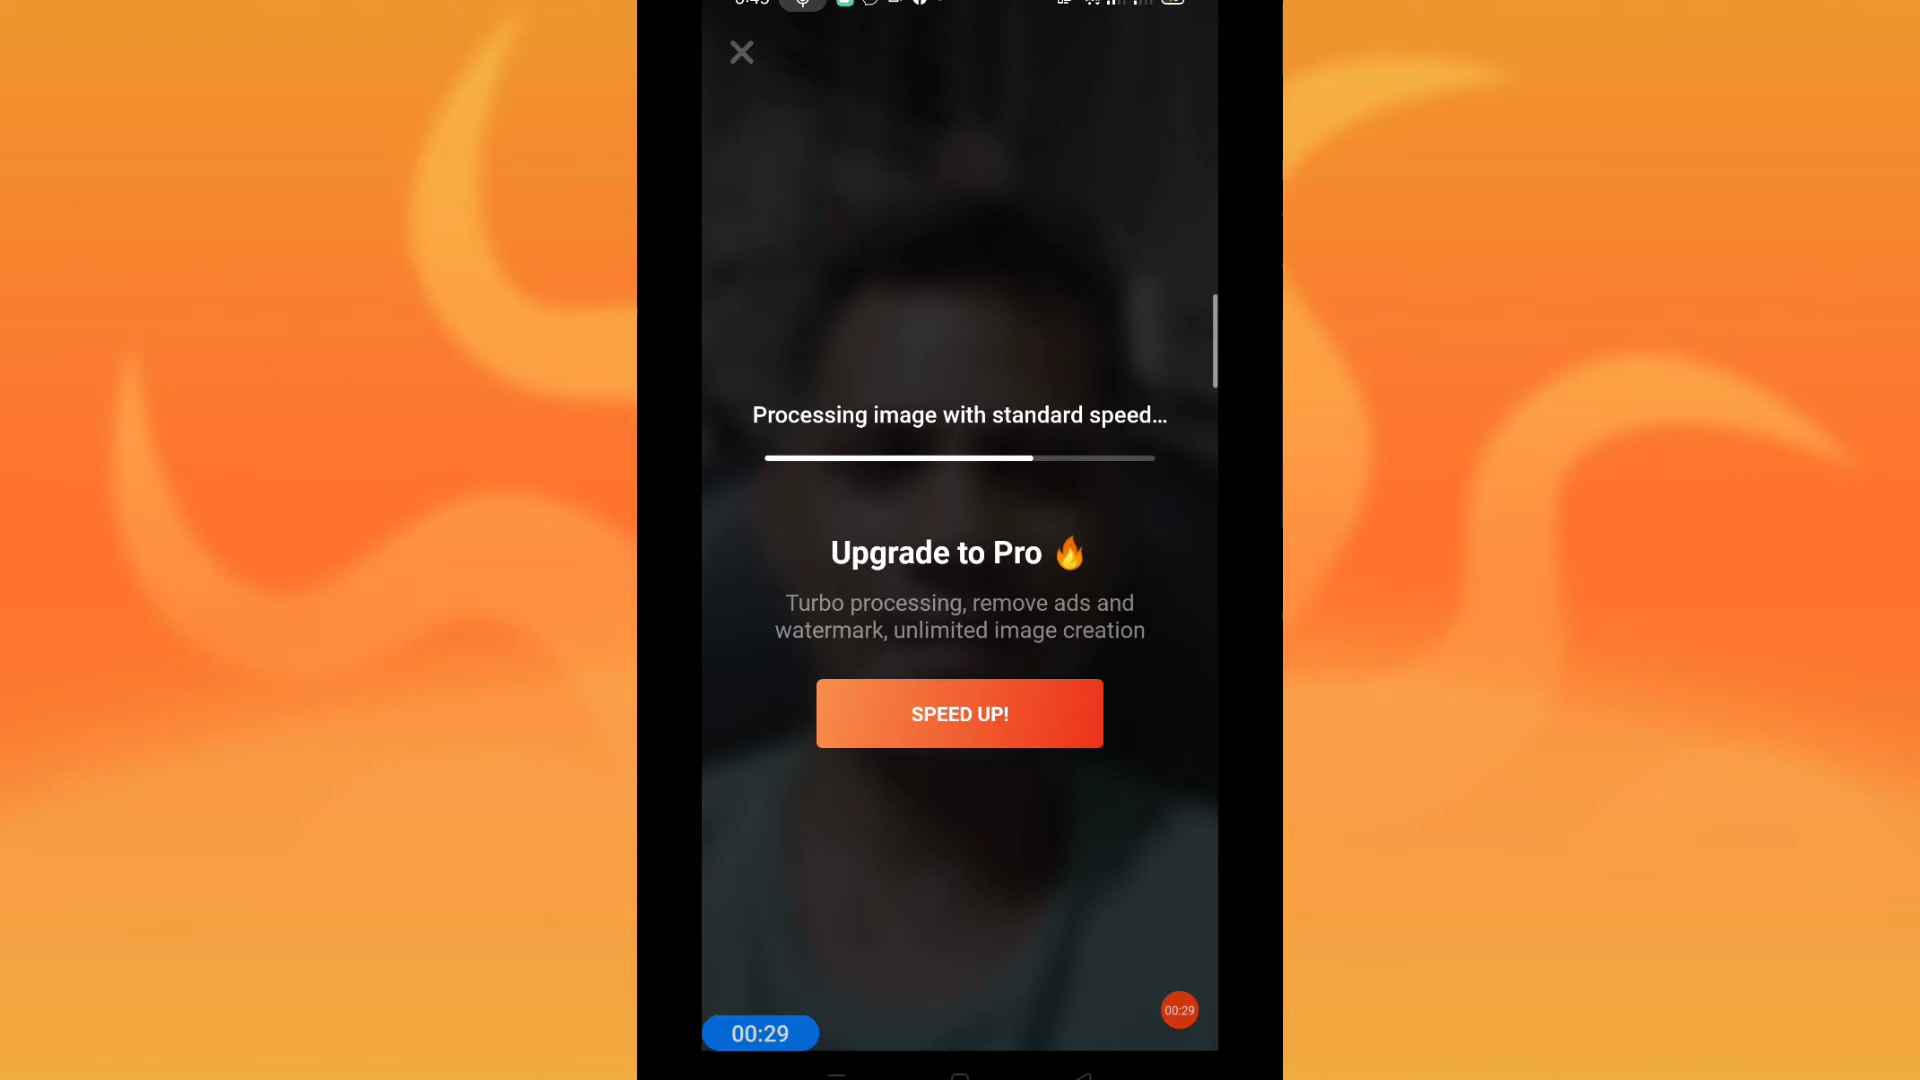 Processing image with standard speed...
Upgrade to Pro 🔥
Turbo processing, remove ads and
watermark, unlimited image creation
SPEED UP!
00:29
00:29